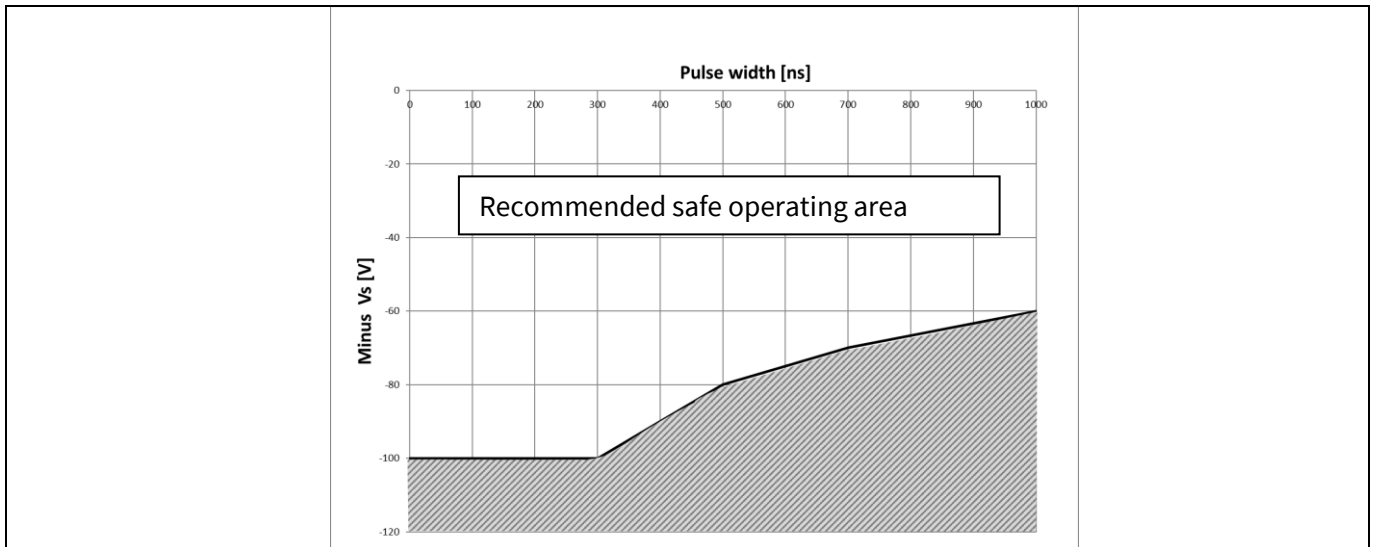 Pulse width [ns]
0
0 100 200 300 400 500 600 700 800 900 1000
-20
Recommended safe operating area
-40
Minus Vs [V]
-60
-80
-100
-120